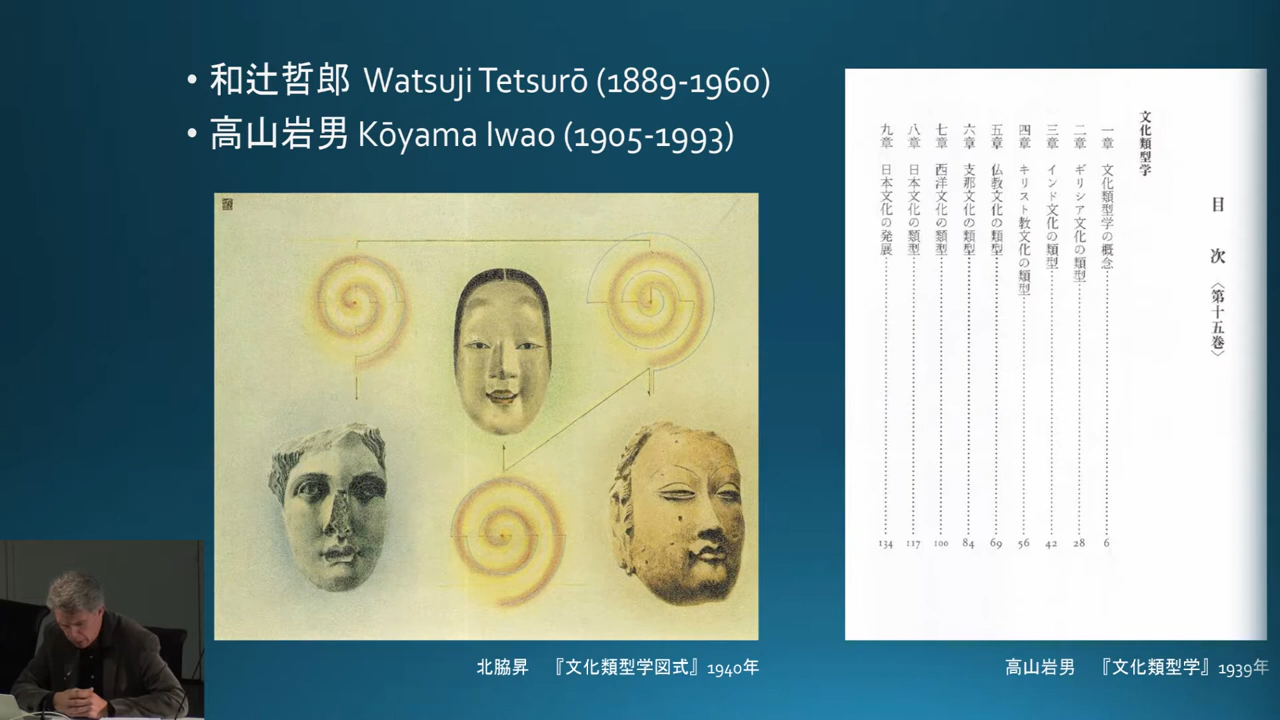 • 和辻哲郎 Watsuji Tetsurō (1889-1960)
• 高山岩男 Kōyama Iwao (1905-1993)
北脇昇 『文化類型学図式』1940年
目次〈第十五巻〉
文化類型学
一章 文化類型学の概念 6
二章 ギリシア文化の類型 28
三章 インド文化の類型 42
四章 キリスト教文化の類型 56
五章 仏教文化の類型 69
六章 支那文化の類型 84
七章 西洋文化の類型 100
八章 日本文化の類型 117
九章 日本文化の発展 134
高山岩男 『文化類型学』1939年